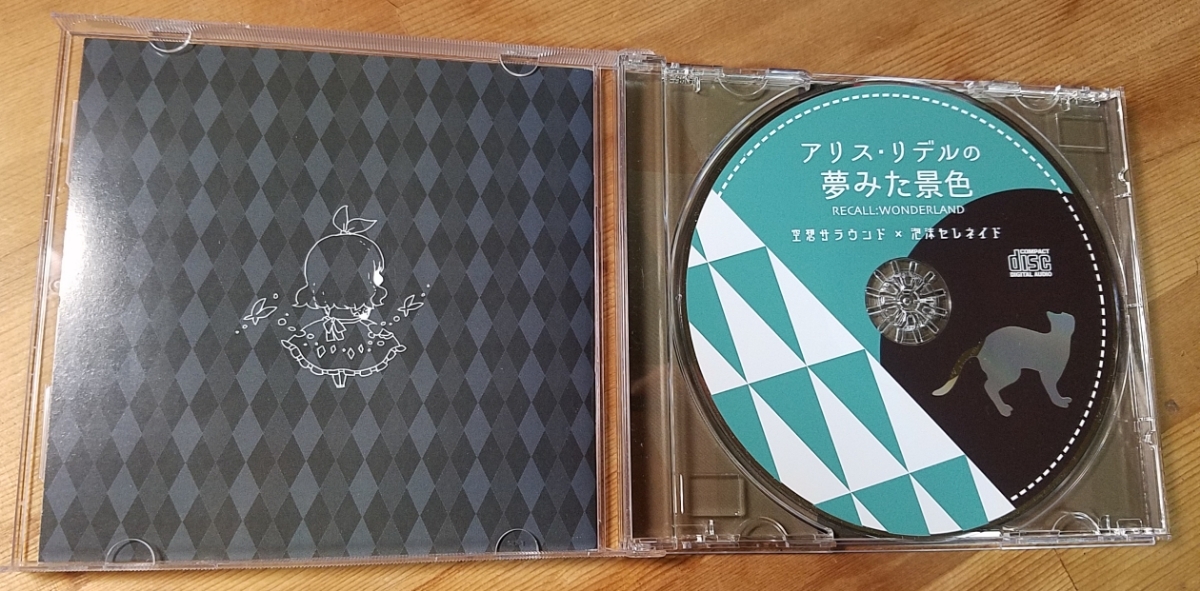 アリス・リデルの
夢みた景色
RECALL:WONDERLAND
空想サラウンド × 泡沫セレネイド
COMPACT
disc
DIGITAL AUDIO